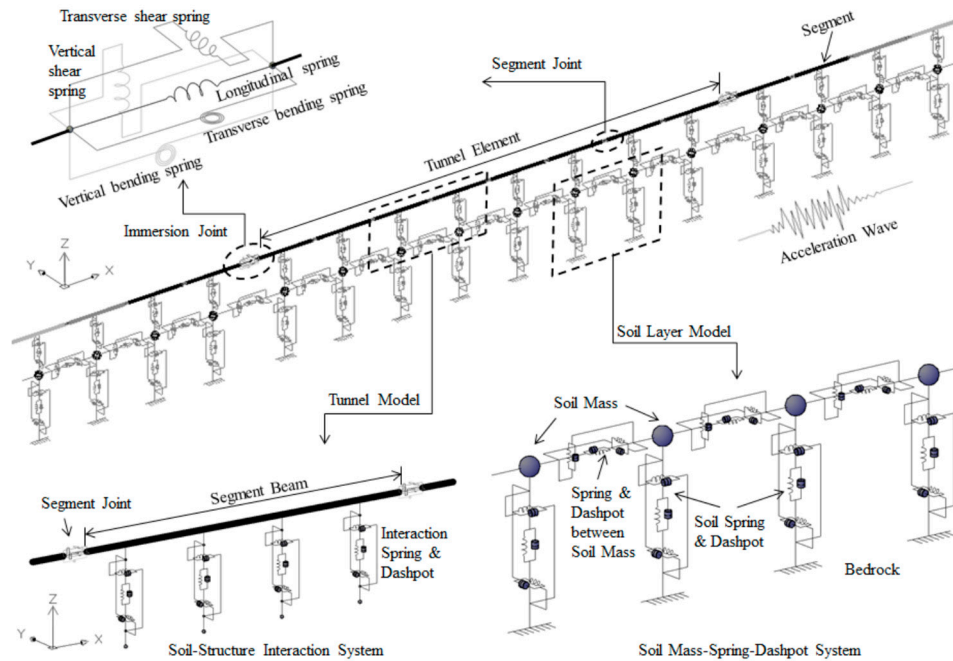 Transverse shear spring
Vertical
shear
spring
Longitudinal spring
Transverse bending spring
Vertical bending spring
Immersion Joint
Segment Joint
Segment
Tunnel Element
Acceleration Wave
Z
Y
X
Soil Layer Model
Tunnel Model
Segment Joint
Segment Beam
Interaction
Spring &
Dashpot
Z
Y
X
Soil-Structure Interaction System
Soil Mass
Spring &
Dashpot
between
Soil Mass
Soil Spring
& Dashpot
Bedrock
Soil Mass-Spring-Dashpot System